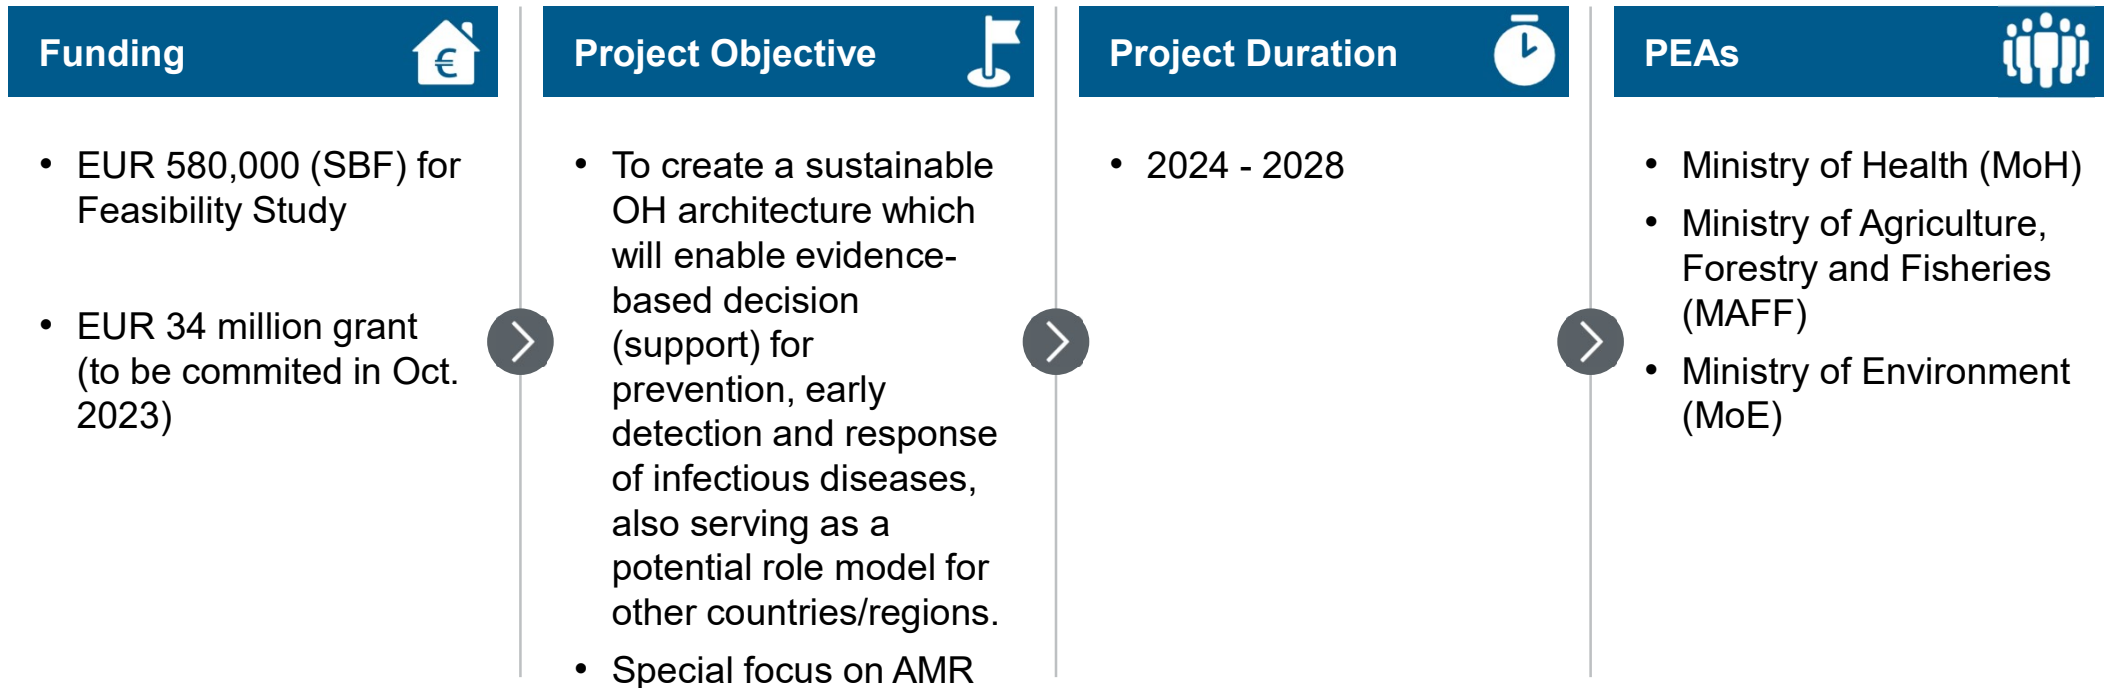 Funding
€
• EUR 580,000 (SBF) for
Feasibility Study
• EUR 34 million grant
(to be commited in Oct.
2023)
Project Objective
• To create a sustainable
OH architecture which
will enable evidence-
based decision
(support) for
prevention, early
detection and response
of infectious diseases,
also serving as a
potential role model for
other countries/regions.
• Special focus on AMR
Project Duration
• 2024 - 2028
PEAs
• Ministry of Health (MoH)
• Ministry of Agriculture,
Forestry and Fisheries
(MAFF)
• Ministry of Environment
(MoE)